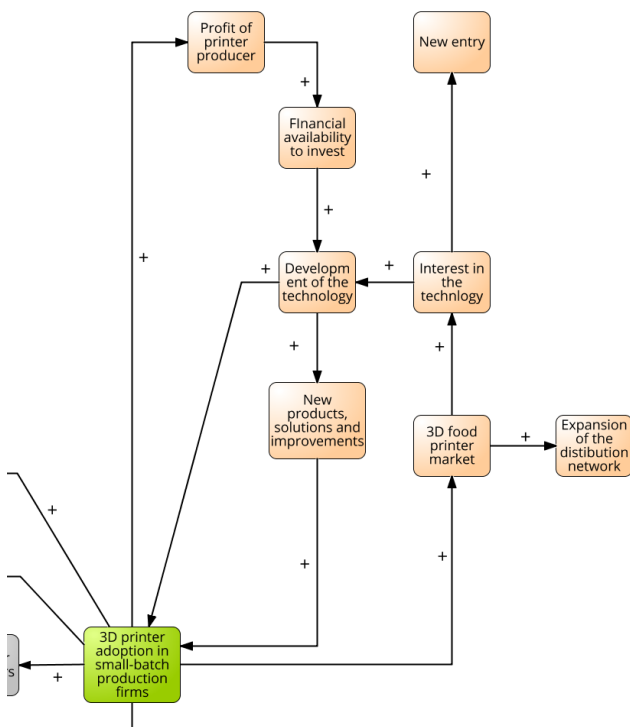 Profit of
printer
producer
New entry
+
FInancial
availability
to invest
+
+
+
Developm
ent of the
technology
+
+
Interest in
the
technlogy
+
+
New
products,
solutions and
improvements
3D food
printer
market
+
Expansion
of the
distibution
network
+
+
+
3D printer
adoption in
small-batch
production
firms
+